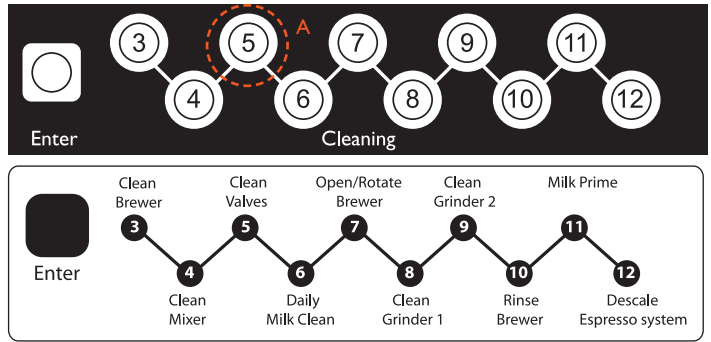 3 5 A 7 9 11
4 6 8 10 12
Enter Cleaning
Clean Clean Open/Rotate Clean Milk Prime
Brewer Valves Brewer Grinder 2
3 5 7 9 11
Enter 4 6 8 10 12
Clean Daily Clean Rinse Descale
Mixer Milk Clean Grinder 1 Brewer Espresso system